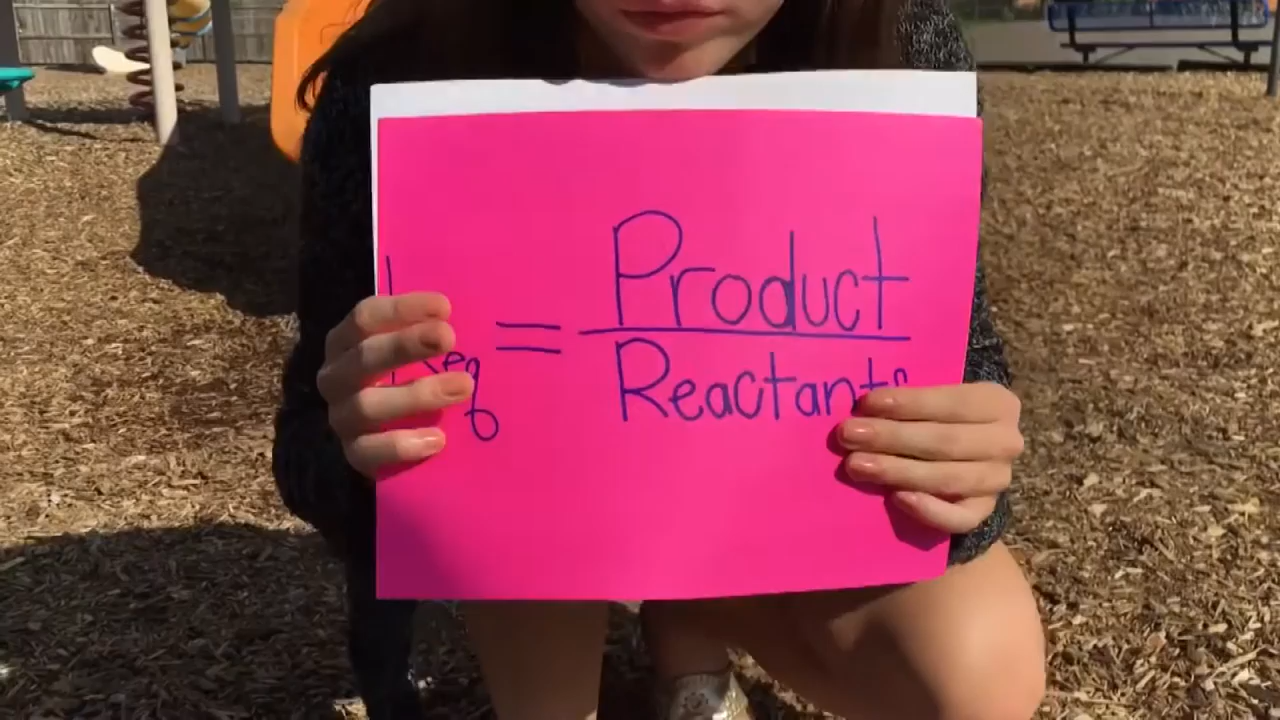 Keq = Product
Reactants